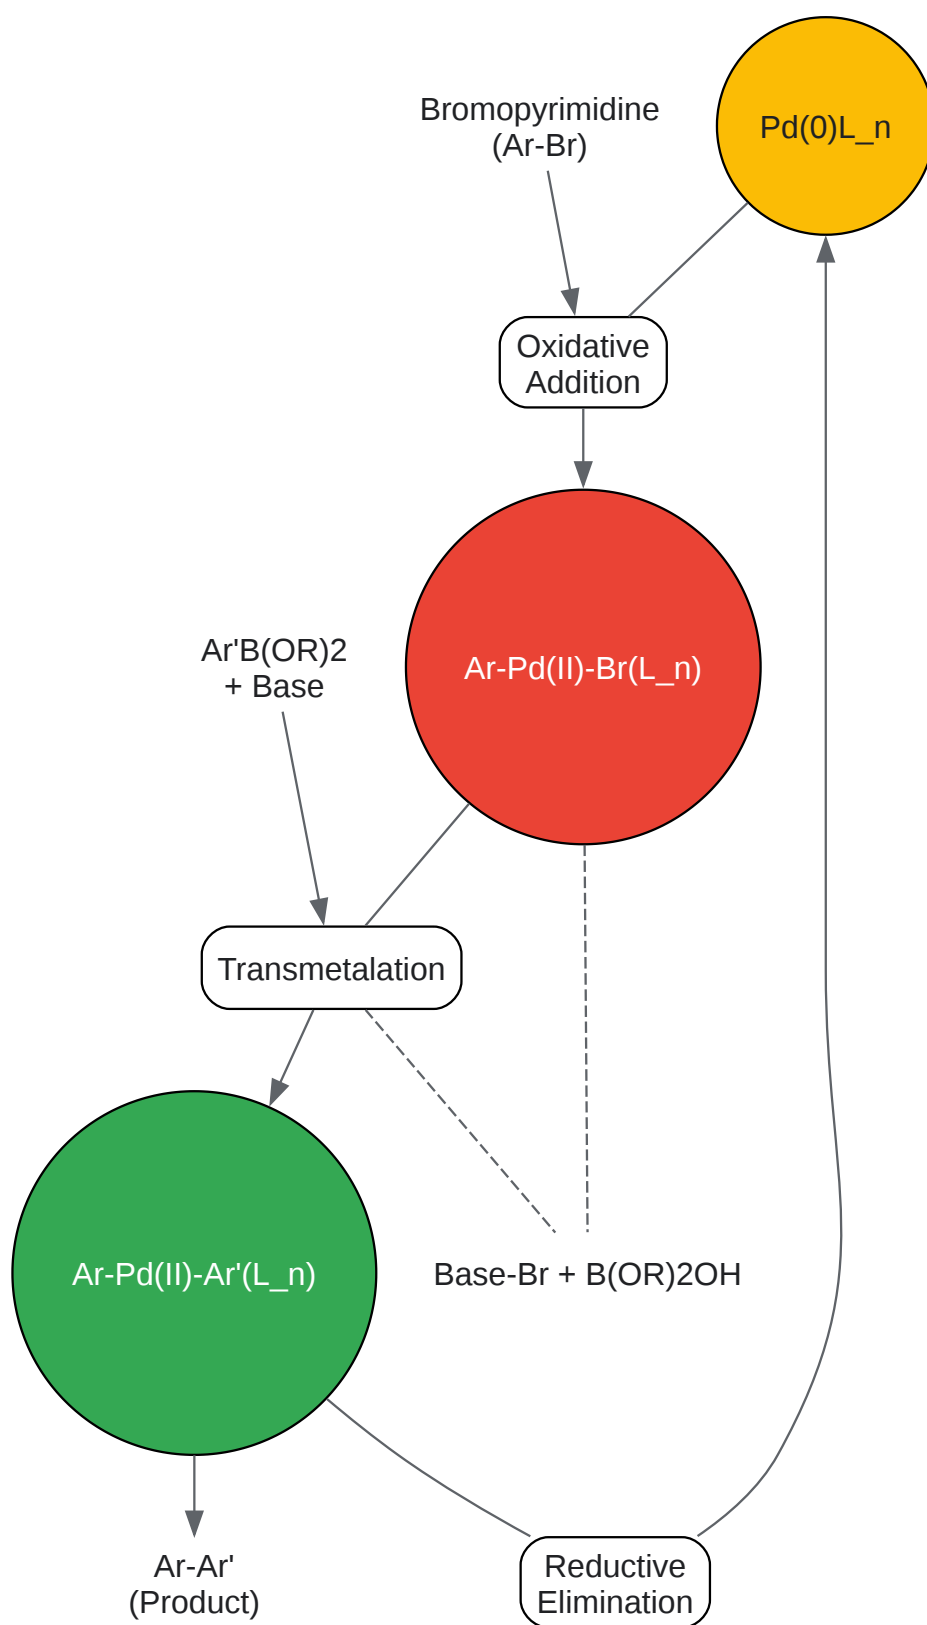 Bromopyrimidine
(Ar-Br)
Pd(0)L_n
Oxidative
Addition
Ar'B(OR)2
+ Base
Ar-Pd(II)-Br(L_n)
Transmetalation
Ar-Pd(II)-Ar'(L_n)
Base-Br + B(OR)2OH
Ar-Ar'
(Product)
Reductive
Elimination